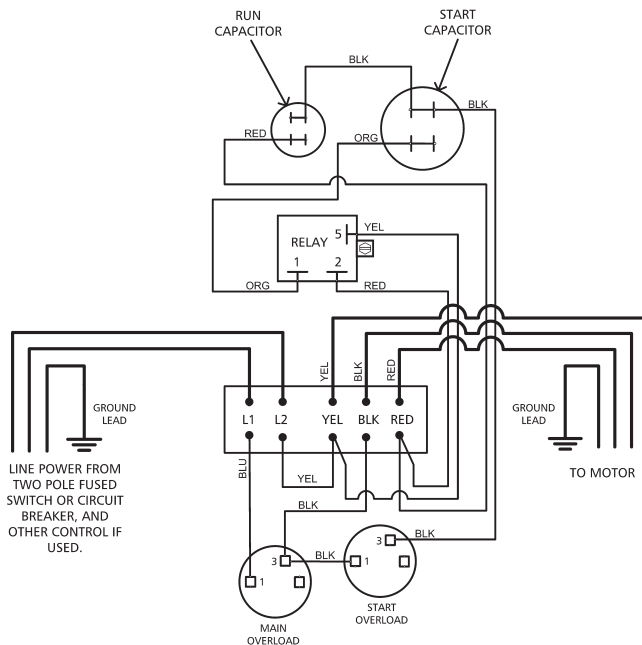 RUN
CAPACITOR
START
CAPACITOR
BLK
BLK
RED
ORG
YEL
5
RELAY
1
2
ORG
RED
YEL
BLK
RED
L1
L2
YEL
BLK
RED
GROUND
LEAD
GROUND
LEAD
LINE POWER FROM
TWO POLE FUSED
SWITCH OR CIRCUIT
BREAKER, AND
OTHER CONTROL IF
USED.
TO MOTOR
BLU
YEL
BLK
BLK
BLK
3
1
3
1
MAIN
OVERLOAD
START
OVERLOAD